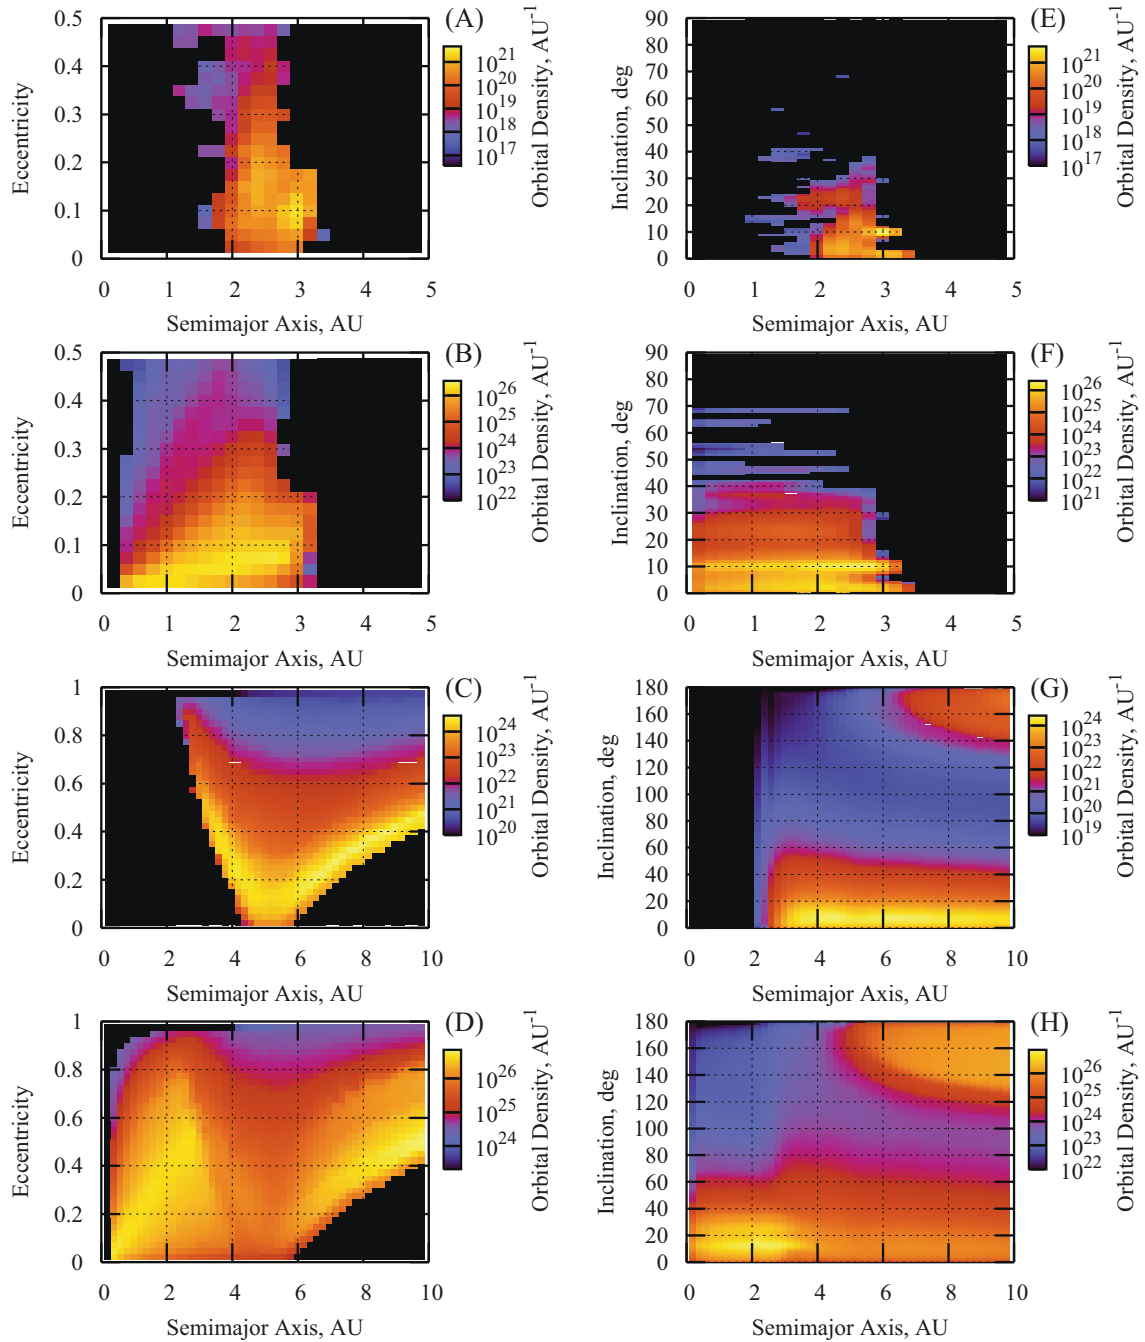 (A)
0.5
0.4
0.3
0.2
0.1
0
Eccentricity
0 1 2 3 4 5
Semimajor Axis, AU
10^21
10^20
10^19
10^18
10^17
Orbital Density, AU^-1
(E)
90
80
70
60
50
40
30
20
10
0
Inclination, deg
0 1 2 3 4 5
Semimajor Axis, AU
10^21
10^20
10^19
10^18
10^17
10
Orbital Density, AU^-1
(B)
0.5
0.4
0.3
0.2
0.1
0
Eccentricity
0 1 2 3 4 5
Semimajor Axis, AU
10^26
10^25
10^24
10^23
10^22
Orbital Density, AU^-1
(F)
90
80
70
60
50
40
30
20
10
0
Inclination, deg
0 1 2 3 4 5
Semimajor Axis, AU
10^26
10^25
10^24
10^23
10^22
10^21
Orbital Density, AU^-1
(C)
1
0.8
0.6
0.4
0.2
0
Eccentricity
0 2 4 6 8 10
Semimajor Axis, AU
10^24
10^23
10^22
10^21
10^20
Orbital Density, AU^-1
(G)
180
160
140
120
100
80
60
40
20
0
Inclination, deg
0 2 4 6 8 10
Semimajor Axis, AU
10^24
10^23
10^22
10^21
10^20
10^19
Orbital Density, AU^-1
(D)
1
0.8
0.6
0.4
0.2
0
Eccentricity
0 2 4 6 8 10
Semimajor Axis, AU
10^26
10^25
10^24
Orbital Density, AU^-1
(H)
180
160
140
120
100
80
60
40
20
0
Inclination, deg
0 2 4 6 8 10
Semimajor Axis, AU
10^26
10^25
10^24
10^23
10^22
Orbital Density, AU^-1